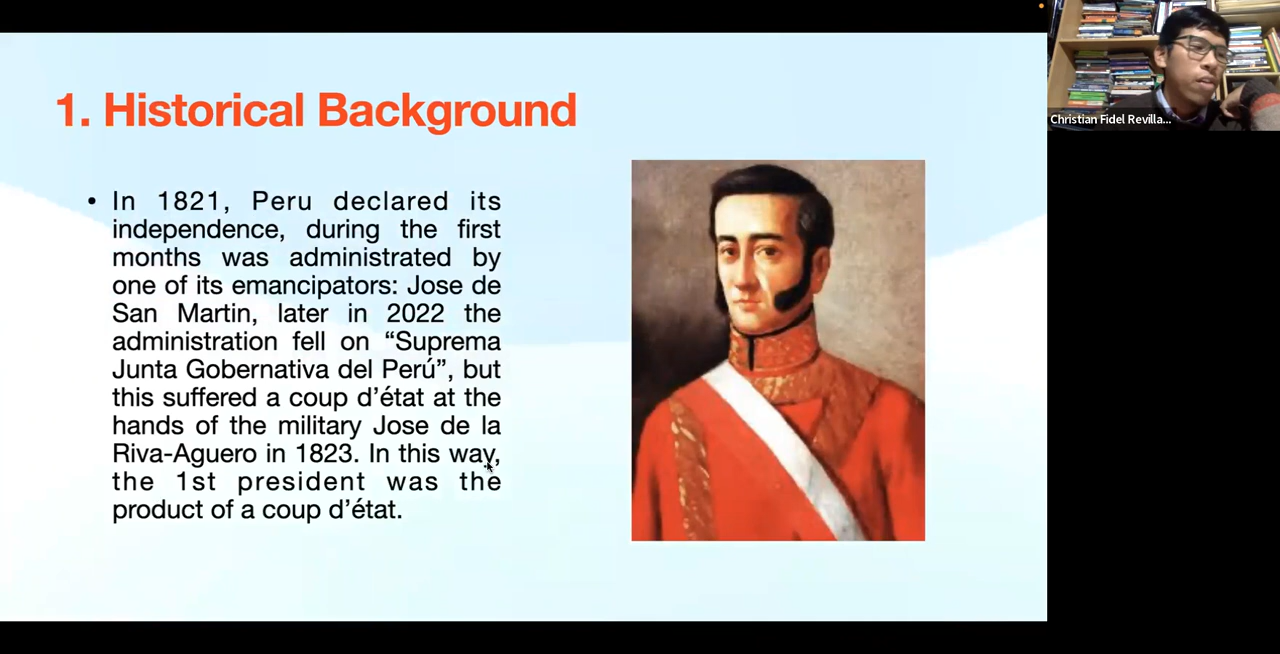 1. Historical Background
• In 1821, Peru declared its
independence, during the first
months was administrated by
one of its emancipators: Jose de
San Martin, later in 2022 the
administration fell on “Suprema
Junta Gobernativa del Perú”, but
this suffered a coup d’état at the
hands of the military Jose de la
Riva-Aguero in 1823. In this way,
the 1st president was the
product of a coup d’état.
Christian Fidel Revilla...